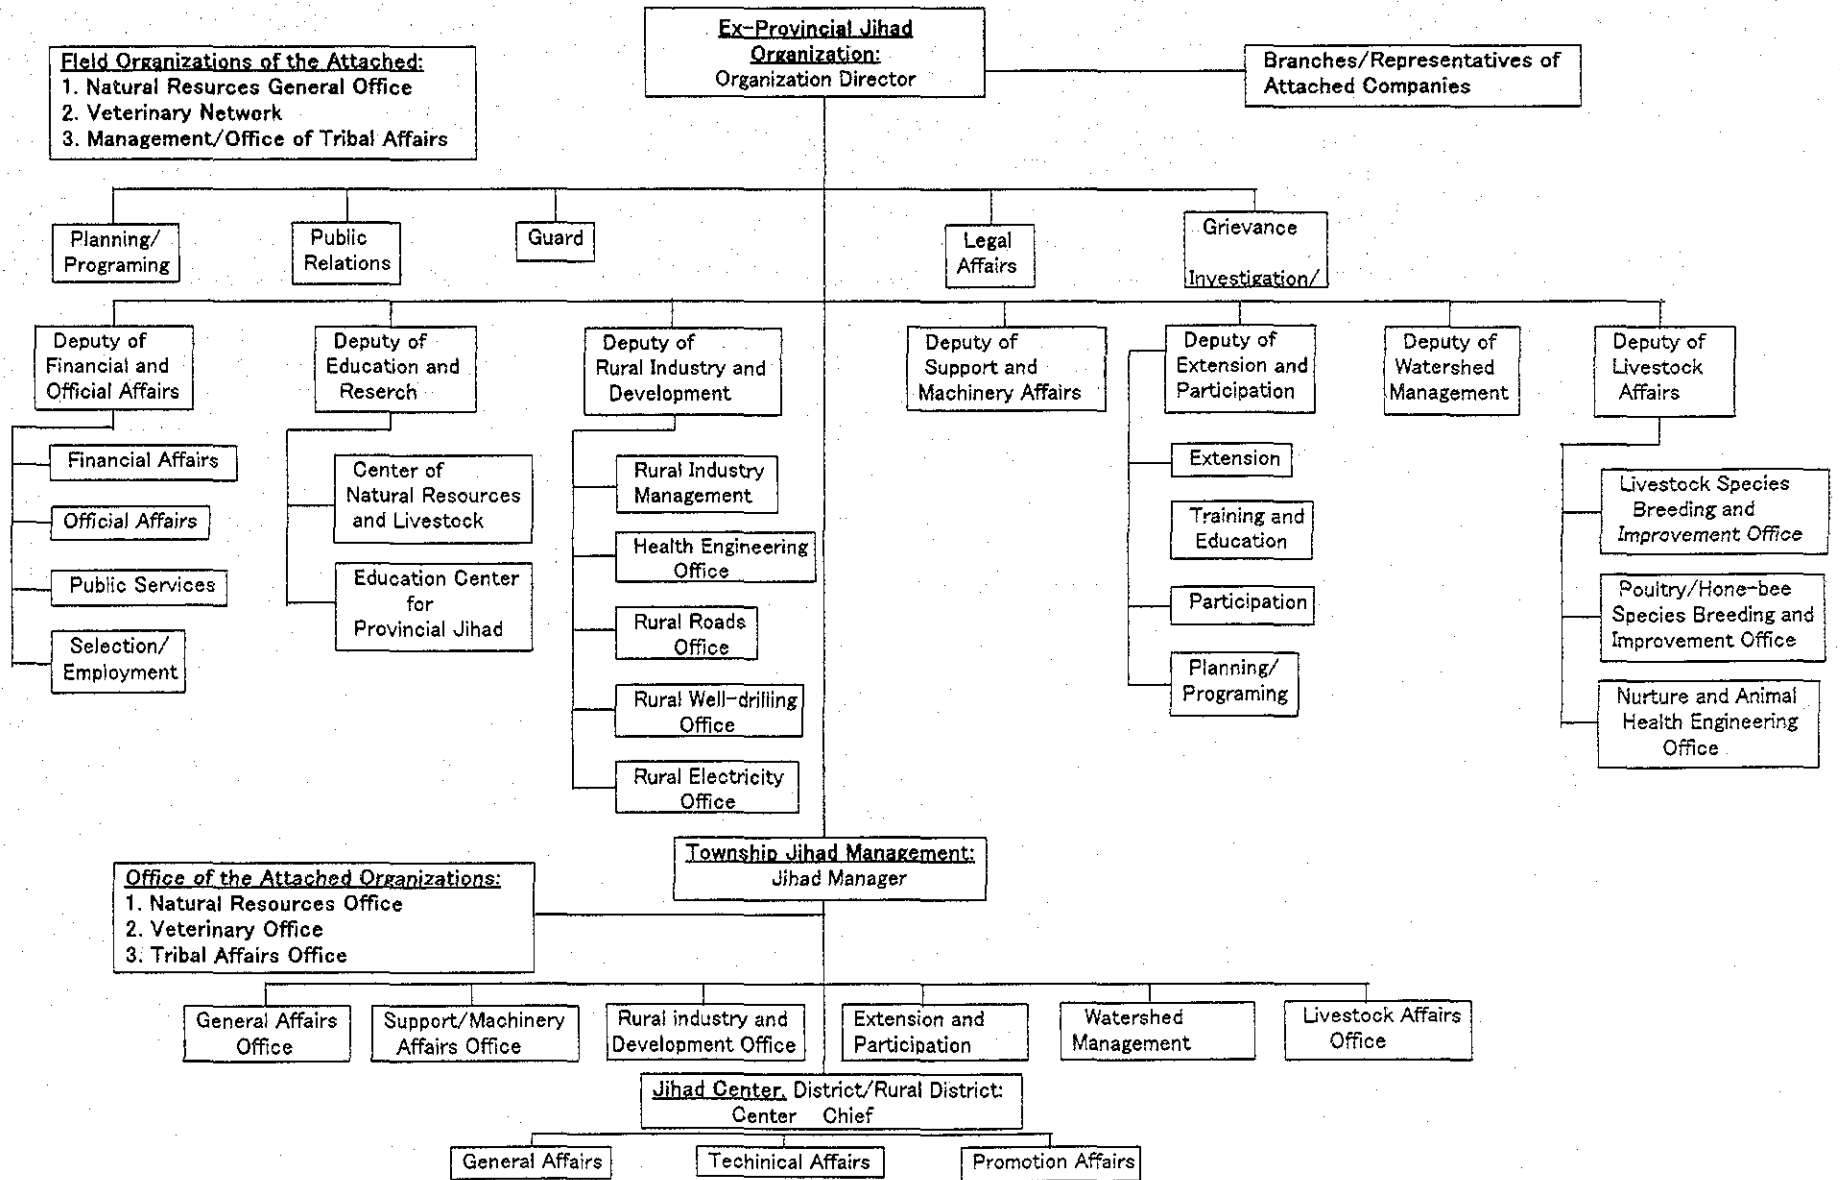 Ex-Provincial Jihad
Organization:
Organization Director
Field Organizations of the Attached:
1. Natural Resurces General Office
2. Veterinary Network
3. Management/Office of Tribal Affairs
Branches/Representatives of
Attached Companies
Planning/
Programing
Public
Relations
Guard
Legal
Affairs
Grievance
Investigation/
Deputy of
Financial and
Official Affairs
Deputy of
Education and
Reserch
Deputy of
Rural Industry and
Development
Deputy of
Support and
Machinery Affairs
Deputy of
Extension and
Participation
Deputy of
Watershed
Management
Deputy of
Livestock
Affairs
Financial Affairs
Official Affairs
Public Services
Selection/
Employment
Center of
Natural Resources
and Livestock
Education Center
for
Provincial Jihad
Rural Industry
Management
Health Engineering
Office
Rural Roads
Office
Rural Well-drilling
Office
Rural Electricity
Office
Extension
Training and
Education
Participation
Planning/
Programing
Livestock Species
Breeding and
Improvement Office
Poultry/Hone-bee
Species Breeding and
Improvement Office
Nurture and Animal
Health Engineering
Office
Township Jihad Management:
Jihad Manager
Office of the Attached Organizations:
1. Natural Resources Office
2. Veterinary Office
3. Tribal Affairs Office
General Affairs
Office
Support/Machinery
Affairs Office
Rural industry and
Development Office
Extension and
Participation
Watershed
Management
Livestock Affairs
Office
Jihad Center, District/Rural District:
Center Chief
General Affairs
Techinical Affairs
Promotion Affairs